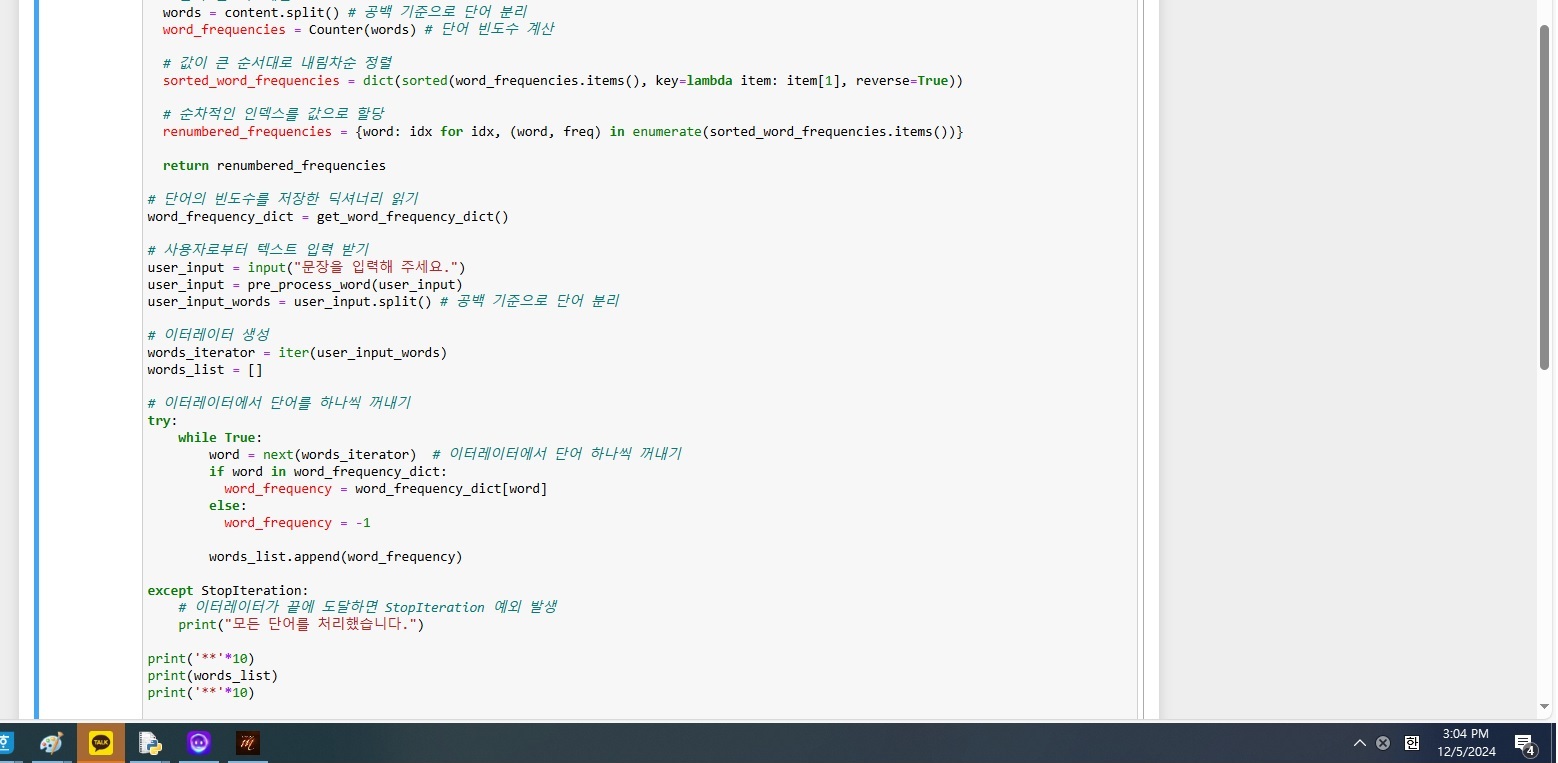 words = content.split() # 공백 기준으로 단어 분리
word_frequencies = Counter(words) # 단어 빈도수 계산
# 값이 큰 순서대로 내림차순 정렬
sorted_word_frequencies = dict(sorted(word_frequencies.items(), key=lambda item: item[1], reverse=True))
# 순차적인 인덱스를 값으로 할당
renumbered_frequencies = {word: idx for idx, (word, freq) in enumerate(sorted_word_frequencies.items())}
return renumbered_frequencies
# 단어의 빈도수를 저장한 딕셔너리 읽기
word_frequency_dict = get_word_frequency_dict()
# 사용자로부터 텍스트 입력 받기
user_input = input("문장을 입력해 주세요.")
user_input = pre_process_word(user_input)
user_input_words = user_input.split() # 공백 기준으로 단어 분리
# 이터레이터 생성
words_iterator = iter(user_input_words)
words_list = []
# 이터레이터에서 단어를 하나씩 꺼내기
try:
while True:
word = next(words_iterator)  # 이터레이터에서 단어 하나씩 꺼내기
if word in word_frequency_dict:
word_frequency = word_frequency_dict[word]
else:
word_frequency = -1
words_list.append(word_frequency)
except StopIteration:
# 이터레이터가 끝에 도달하면 StopIteration 예외 발생
print("모든 단어를 처리했습니다.")
print('**'*10)
print(words_list)
print('**'*10)
TALK
한
3:04 PM
12/5/2024
4